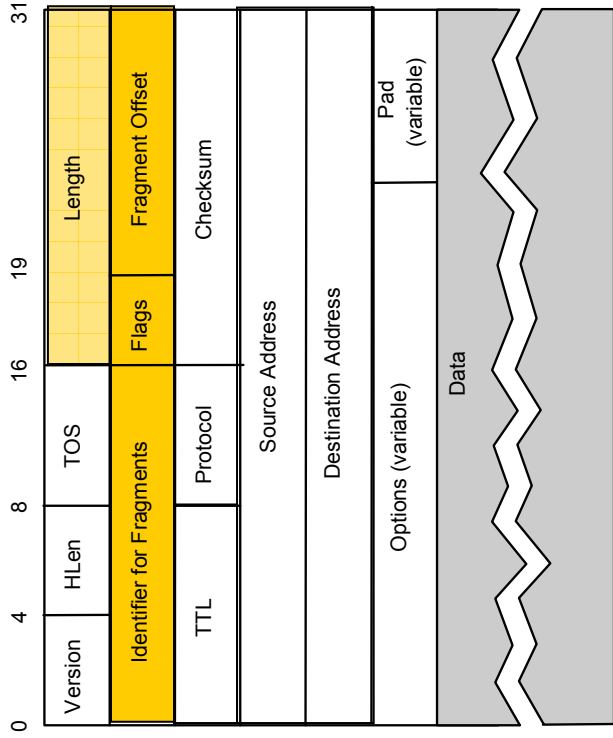 0 4 8 16 19 31
Version HLen TOS Length
Identifier for Fragments Flags Fragment Offset
TTL Protocol Checksum
Source Address
Destination Address
Options (variable) Pad
(variable)
Data